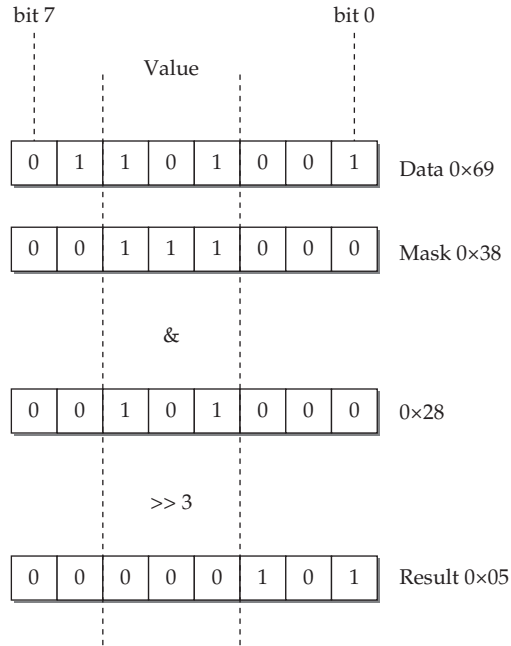 bit 7 bit 0
Value
0 1 1 0 1 0 0 1 Data 0×69
0 0 1 1 1 0 0 0 Mask 0×38
&
0 0 1 0 1 0 0 0 0×28
>> 3
0 0 0 0 0 1 0 1 Result 0×05